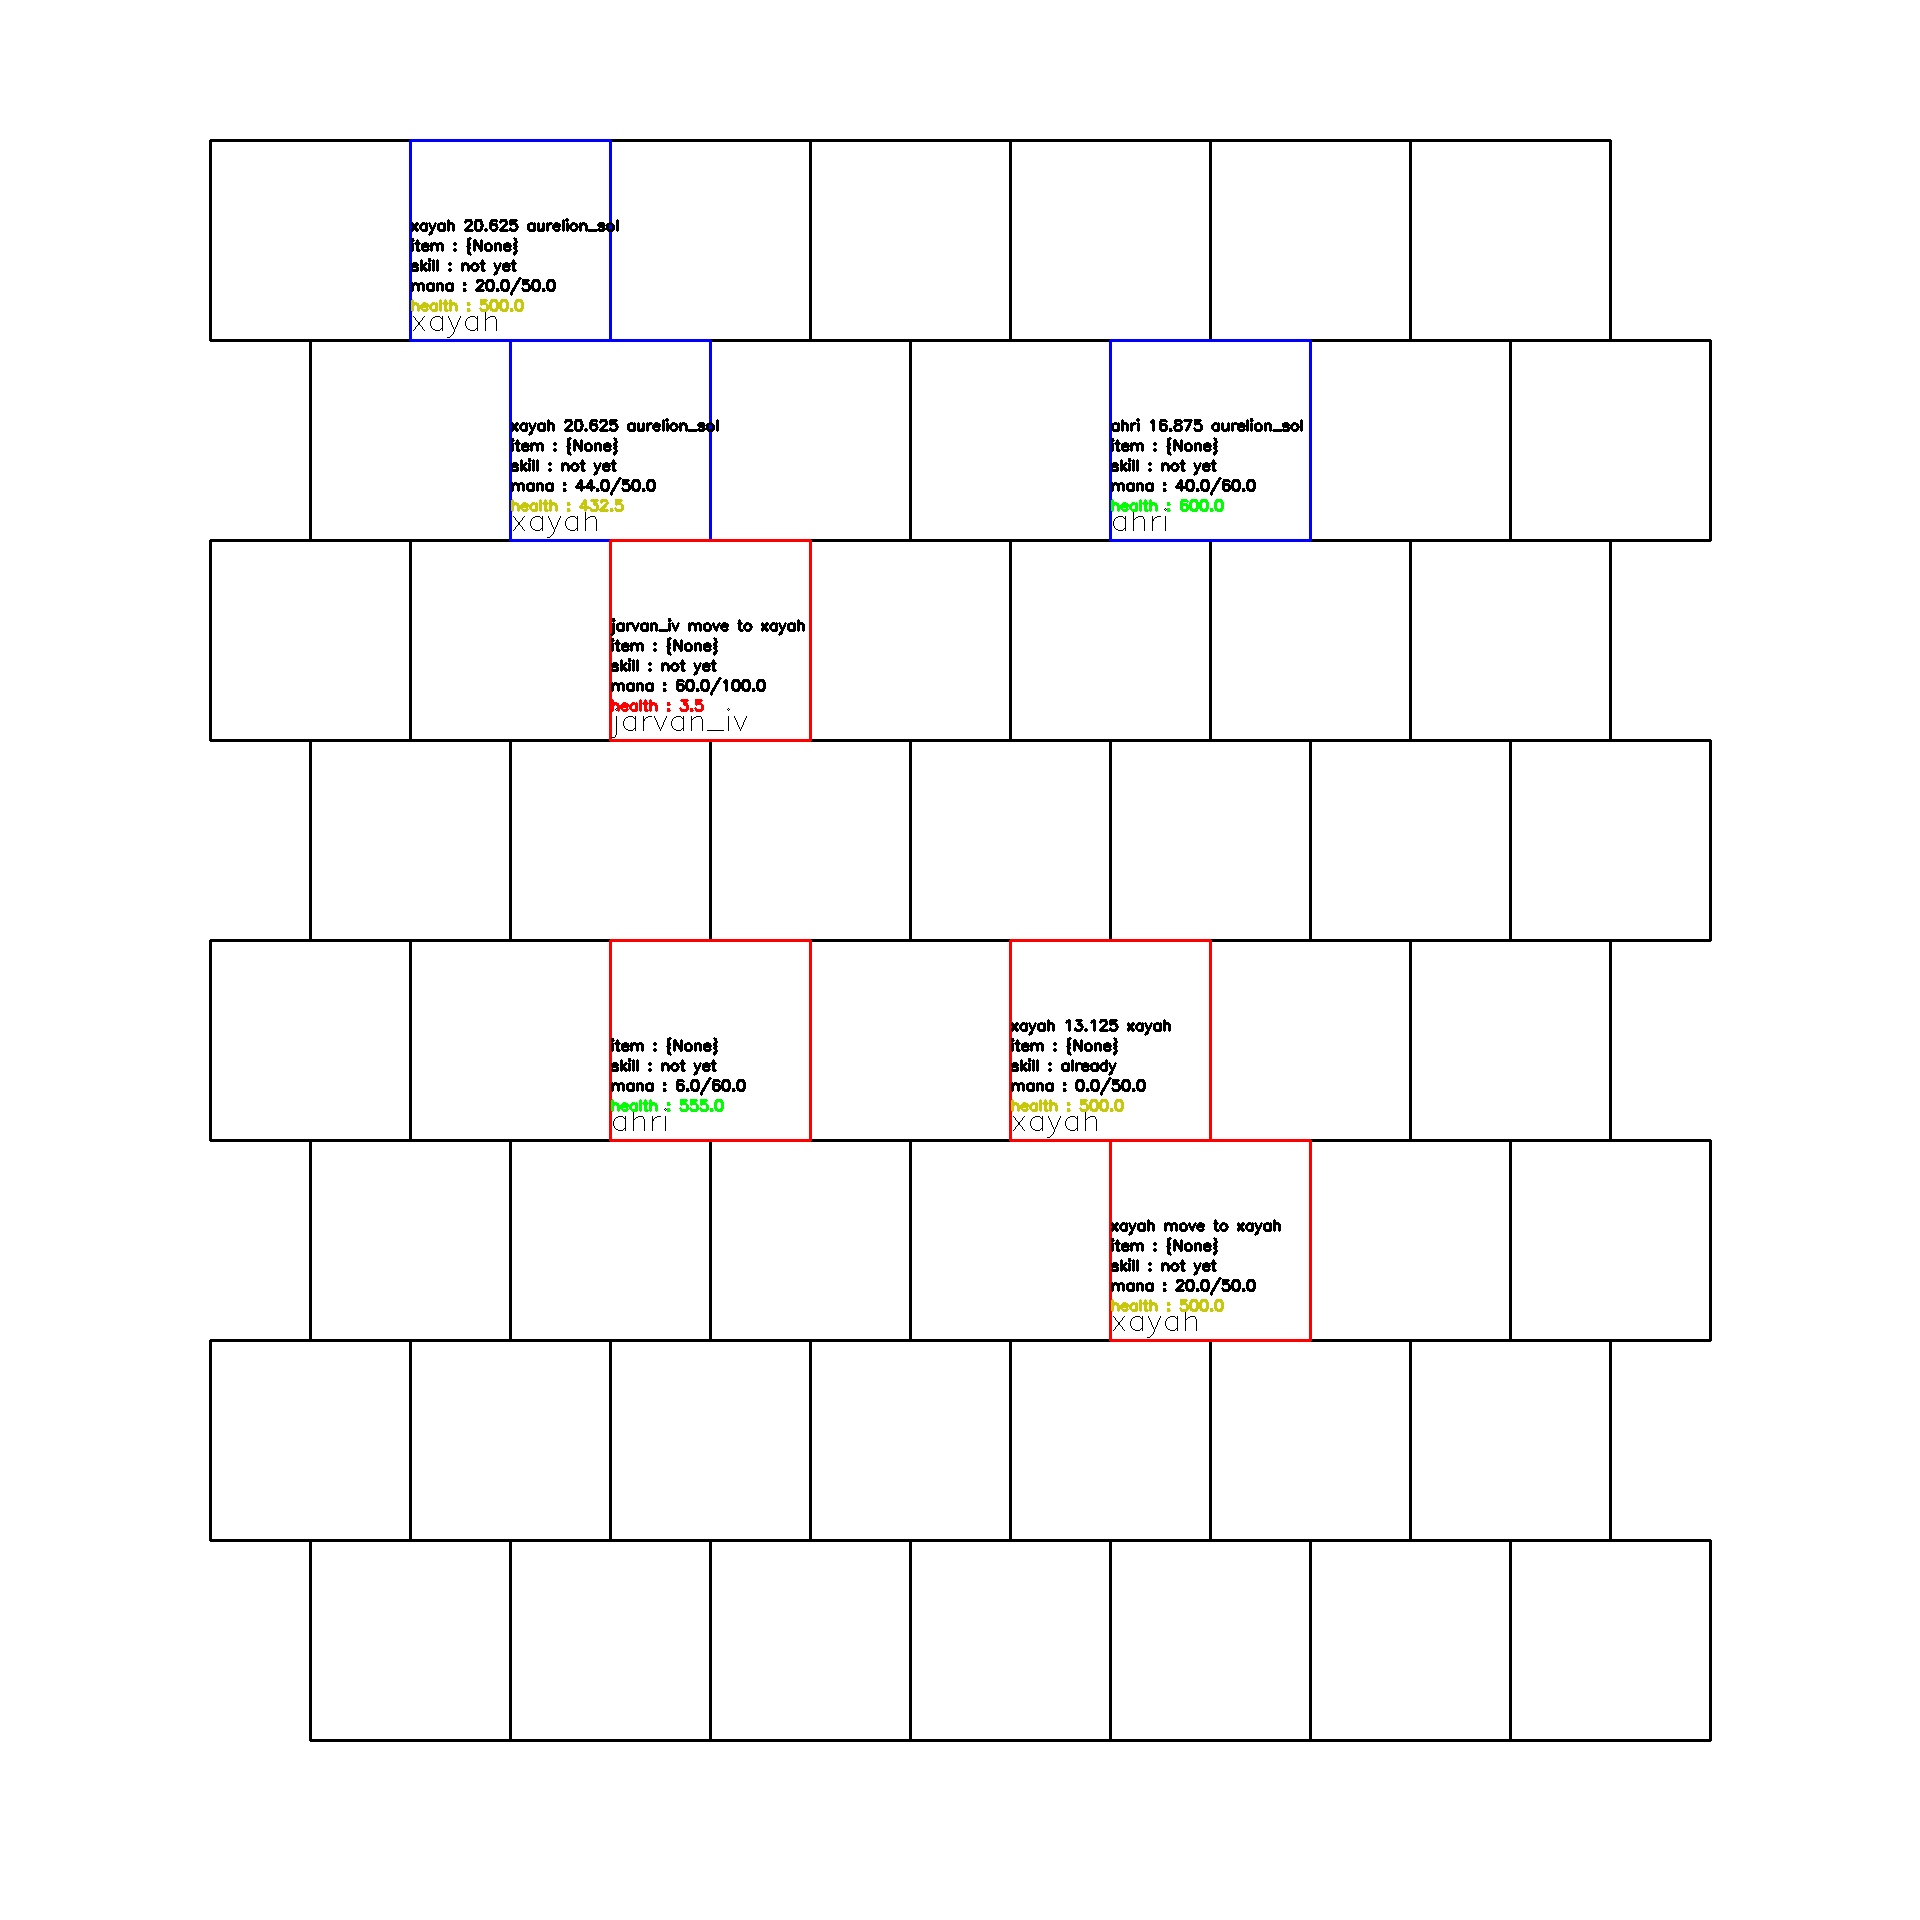 xayah 20.625 aurelion_sol
item : {None}
skill : not yet
mana : 20.0/50.0
health : 500.0
xayah
xayah 20.625 aurelion_sol
item : {None}
skill : not yet
mana : 44.0/50.0
health : 432.5
xayah
ahri 16.875 aurelion_sol
item : {None}
skill : not yet
mana : 40.0/60.0
health : 600.0
ahri
jarvan_iv move to xayah
item : {None}
skill : not yet
mana : 60.0/100.0
health : 3.5
jarvan_iv
item : {None}
skill : not yet
mana : 6.0/60.0
health : 555.0
ahri
xayah 13.125 xayah
item : {None}
skill : already
mana : 0.0/50.0
health : 500.0
xayah
xayah move to xayah
item : {None}
skill : not yet
mana : 20.0/50.0
health : 500.0
xayah